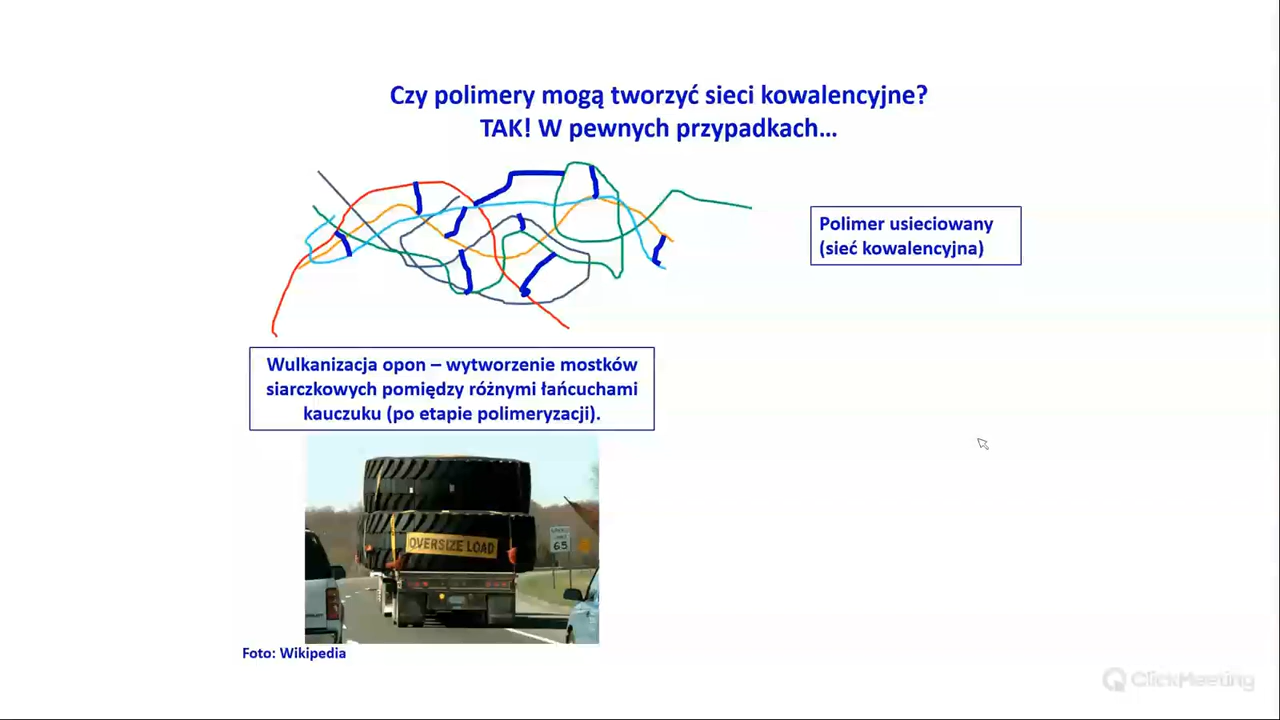 Czy polimery mogą tworzyć sieci kowalencyjne?
TAK! W pewnych przypadkach...
Polimer usieciowany
(sieć kowalencyjna)
Wulkanizacja opon – wytworzenie mostków
siarczkowych pomiędzy różnymi łańcuchami
kauczuku (po etapie polimeryzacji).
OVERSIZE LOAD
65
Foto: Wikipedia
ClickMeeting